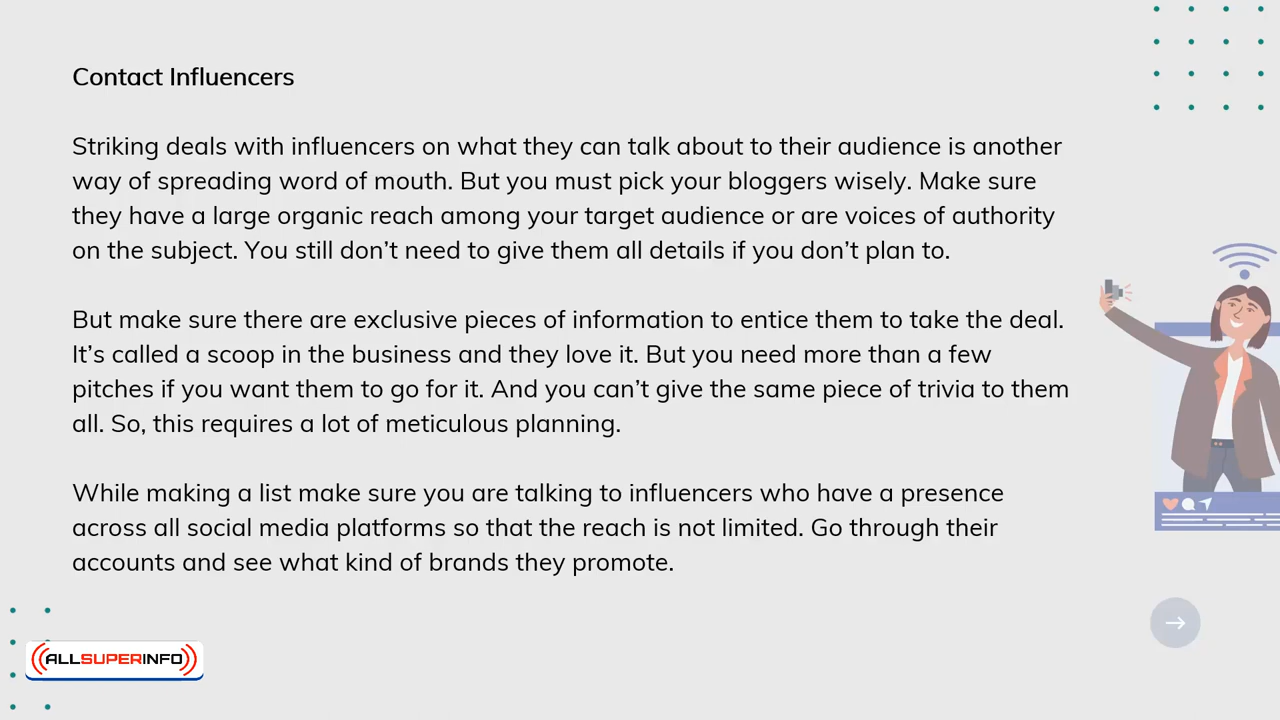 Contact Influencers
Striking deals with influencers on what they can talk about to their audience is another
way of spreading word of mouth. But you must pick your bloggers wisely. Make sure
they have a large organic reach among your target audience or are voices of authority
on the subject. You still don’t need to give them all details if you don’t plan to.
But make sure there are exclusive pieces of information to entice them to take the deal.
It’s called a scoop in the business and they love it. But you need more than a few
pitches if you want them to go for it. And you can’t give the same piece of trivia to them
all. So, this requires a lot of meticulous planning.
While making a list make sure you are talking to influencers who have a presence
across all social media platforms so that the reach is not limited. Go through their
accounts and see what kind of brands they promote.
ALLSUPERINFO